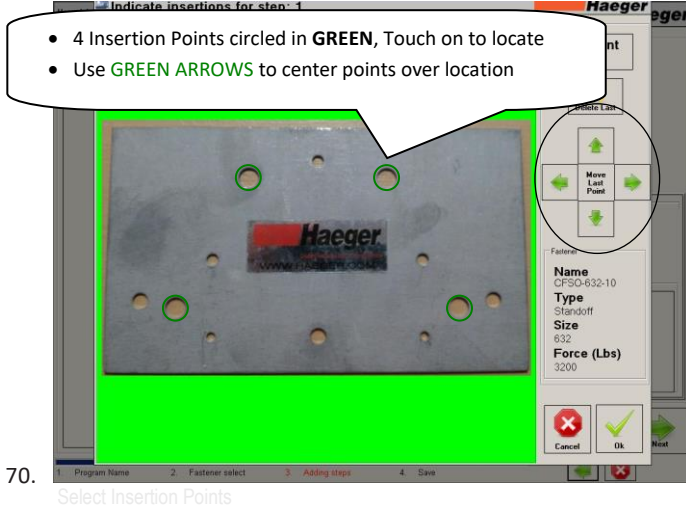 Indicate insertions for step: 1
Haeger
• 4 Insertion Points circled in GREEN, Touch on to locate
• Use GREEN ARROWS to center points over location
Delete Last
Move
Last
Point
Haeger
Fastener
Name
CFSO-632-10
Type
Standoff
Size
632
Force (Lbs)
3200
Cancel
Ok
Next
70.
1. Program Name 2. Fastener select 3. Adding steps 4. Save
Select Insertion Points